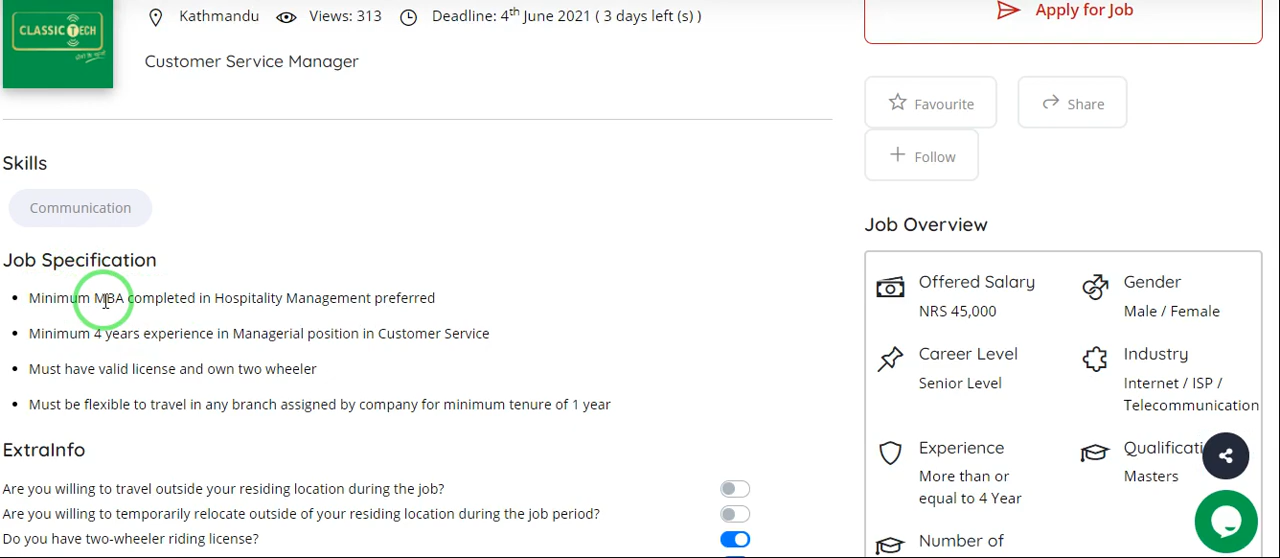 CLASSIC TECH
Kathmandu Views: 313 Deadline: 4th June 2021 ( 3 days left (s) )
Customer Service Manager
Skills
Communication
Job Specification
Minimum MBA completed in Hospitality Management preferred
Minimum 4 years experience in Managerial position in Customer Service
Must have valid license and own two wheeler
Must be flexible to travel in any branch assigned by company for minimum tenure of 1 year
ExtraInfo
Are you willing to travel outside your residing location during the job?
Are you willing to temporarily relocate outside of your residing location during the job period?
Do you have two-wheeler riding license?
Apply for Job
Favourite Share
Follow
Job Overview
Offered Salary
NRS 45,000
Gender
Male / Female
Career Level
Senior Level
Industry
Internet / ISP /
Telecommunication
Experience
More than or
equal to 4 Year
Qualificati
Masters
Number of